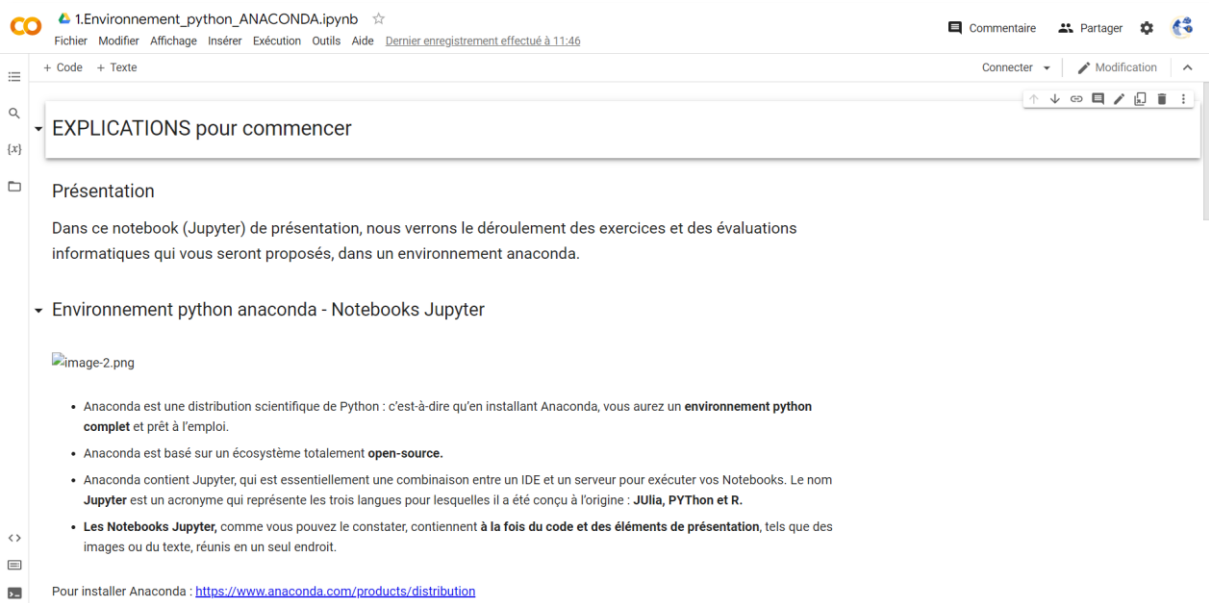 1.Environnement_python_ANACONDA.ipynb
Commentaire Partager
Fichier Modifier Affichage Insérer Exécution Outils Aide Dernier enregistrement effectué à 11:46
+ Code + Texte
Connecter Modification
{x}
EXPLICATIONS pour commencer
Présentation
Dans ce notebook (Jupyter) de présentation, nous verrons le déroulement des exercices et des évaluations
informatiques qui vous seront proposés, dans un environnement anaconda.
Environnement python anaconda - Notebooks Jupyter
image-2.png
• Anaconda est une distribution scientifique de Python : c'est-à-dire qu'en installant Anaconda, vous aurez un environnement python
complet et prêt à l'emploi.
• Anaconda est basé sur un écosystème totalement open-source.
• Anaconda contient Jupyter, qui est essentiellement une combinaison entre un IDE et un serveur pour exécuter vos Notebooks. Le nom
Jupyter est un acronyme qui représente les trois langues pour lesquelles il a été conçu à l'origine : JUlia, PYThon et R.
• Les Notebooks Jupyter, comme vous pouvez le constater, contiennent à la fois du code et des éléments de présentation, tels que des
images ou du texte, réunis en un seul endroit.
Pour installer Anaconda : https://www.anaconda.com/products/distribution